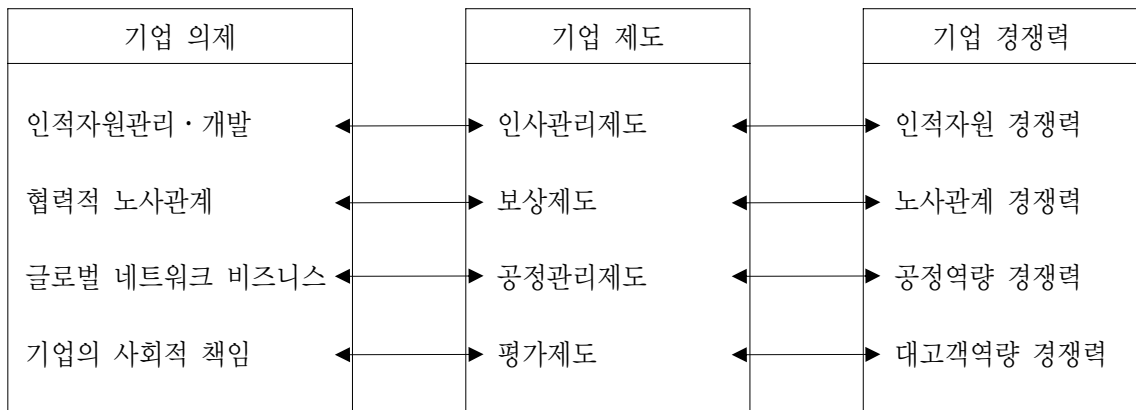 기업 의제 기업 제도 기업 경쟁력
인적자원관리·개발 인사관리제도 인적자원 경쟁력
협력적 노사관계 보상제도 노사관계 경쟁력
글로벌 네트워크 비즈니스 공정관리제도 공정역량 경쟁력
기업의 사회적 책임 평가제도 대고객역량 경쟁력